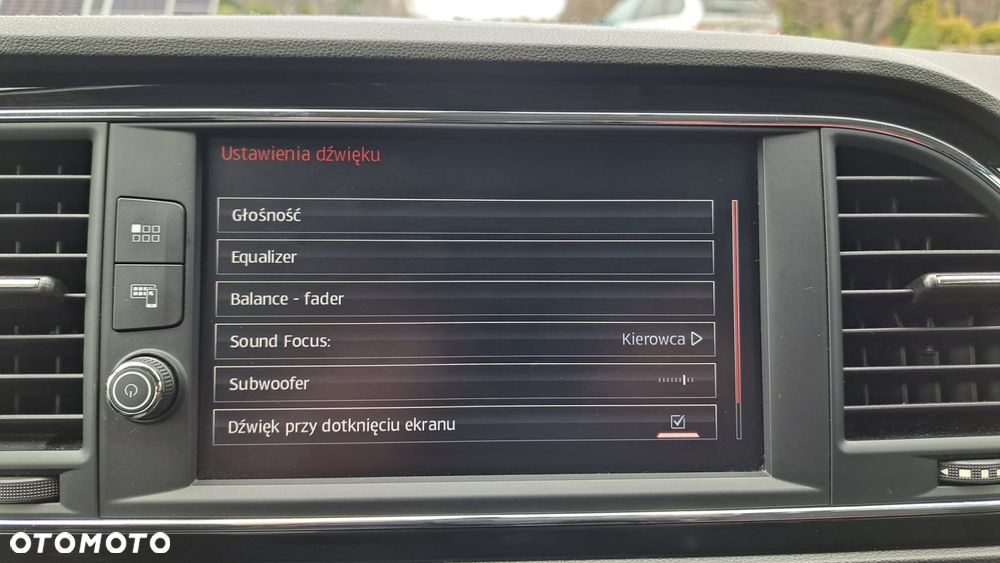 Ustawienia dźwięku
Głośność
Equalizer
Balance - fader
Sound Focus: Kierowca
Subwoofer
Dźwięk przy dotknięciu ekranu
OTOMOTO